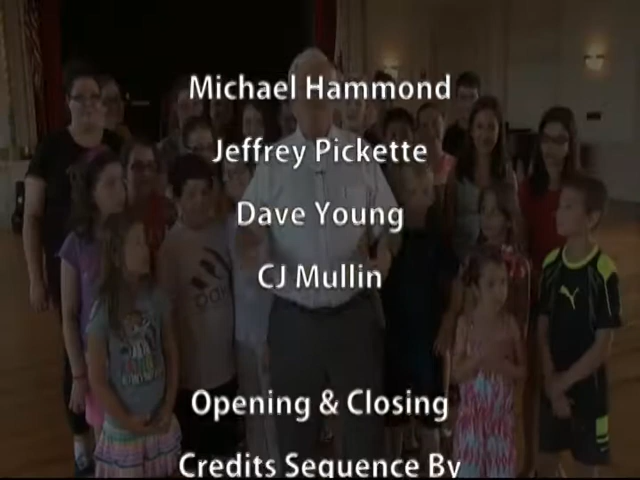 Michael Hammond
Jeffrey Pickette
Dave Young
CJ Mullin
Opening & Closing
Credits Sequence By